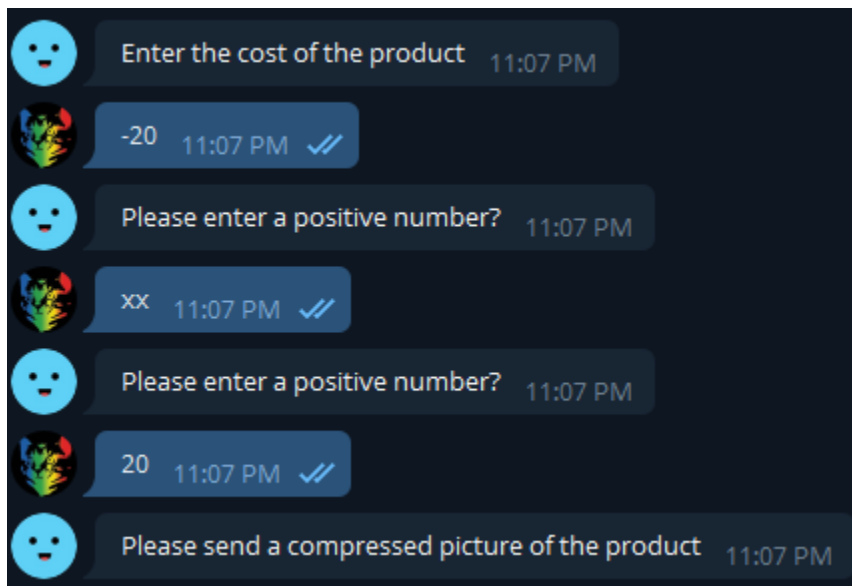 Enter the cost of the product 11:07 PM
-20 11:07 PM
Please enter a positive number? 11:07 PM
xx 11:07 PM
Please enter a positive number? 11:07 PM
20 11:07 PM
Please send a compressed picture of the product 11:07 PM